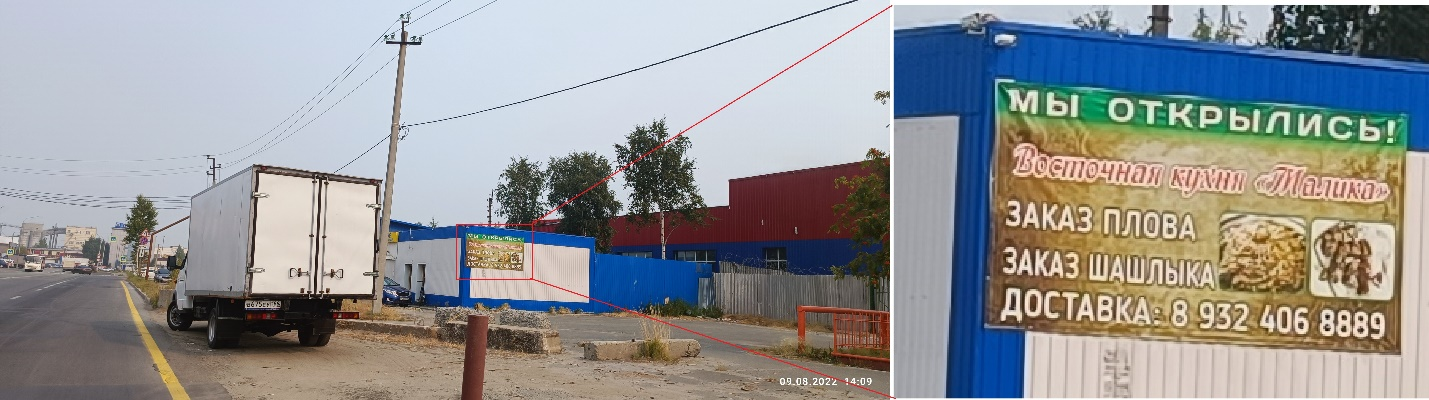 МЫ ОТКРЫЛИСЬ!
Восточная кухня «Малика»
ЗАКАЗ ПЛОВА
ЗАКАЗ ШАШЛЫКА
ДОСТАВКА: 8 932 406 8889
09.08.2022 14:09